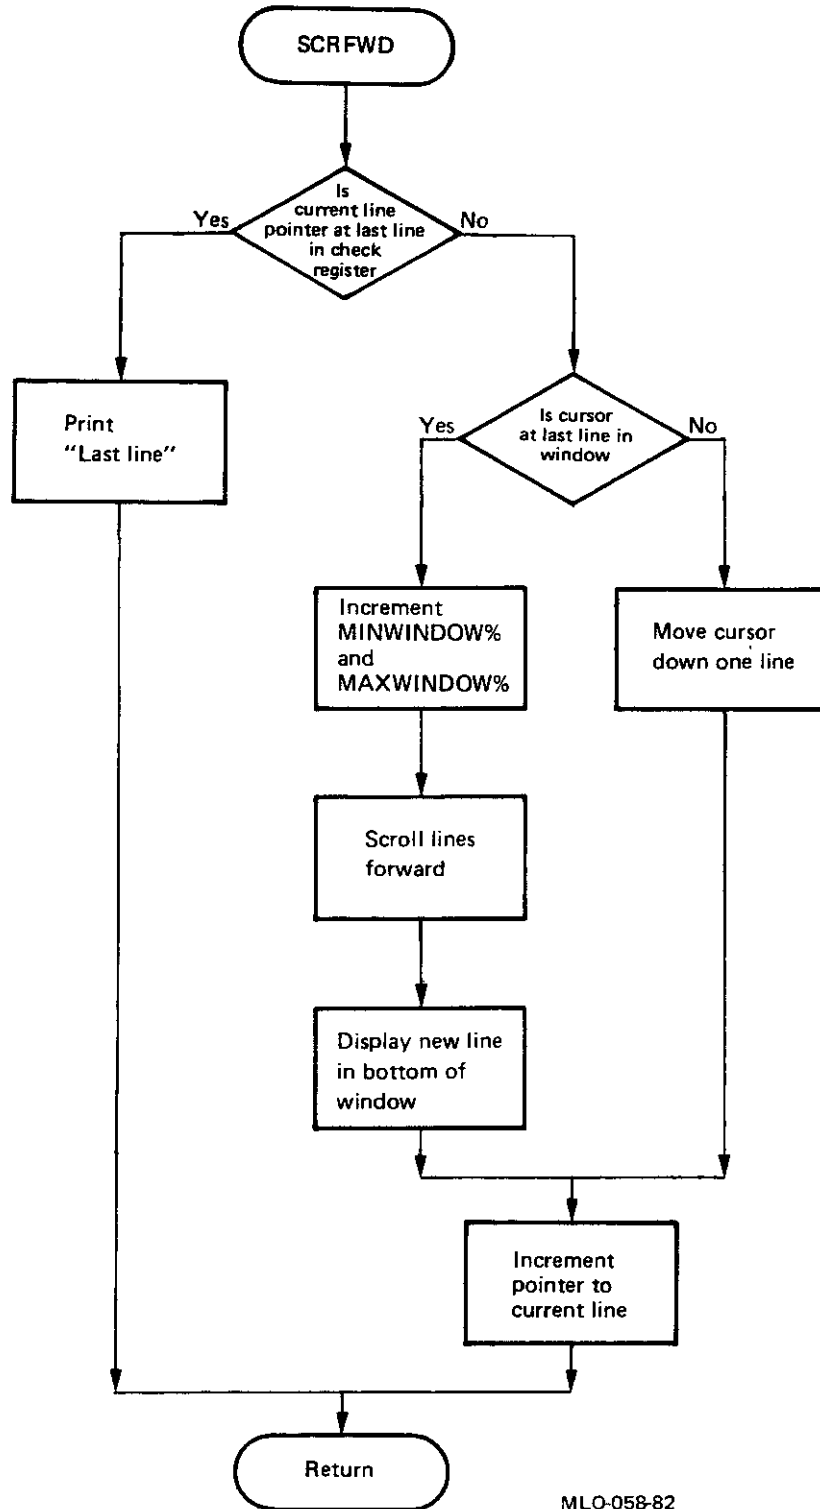 SCRFWD
Is
current line
pointer at last line
in check
register
Yes
No
Print
"Last line"
Is cursor
at last line in
window
Yes
No
Increment
MINWINDOW%
and
MAXWINDOW%
Move cursor
down one line
Scroll lines
forward
Display new line
in bottom of
window
Increment
pointer to
current line
Return
MLO-058-82